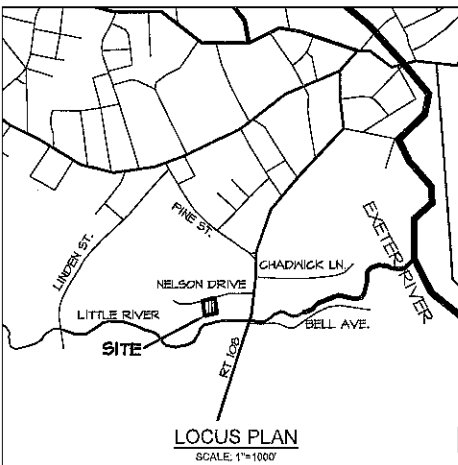 PINE ST.
LINDEN ST.
EXETER RIVER
CHADWICK LN.
NELSON DRIVE
LITTLE RIVER
BELL AVE.
SITE
RT 108
LOCUS PLAN
SCALE: 1"=1000'